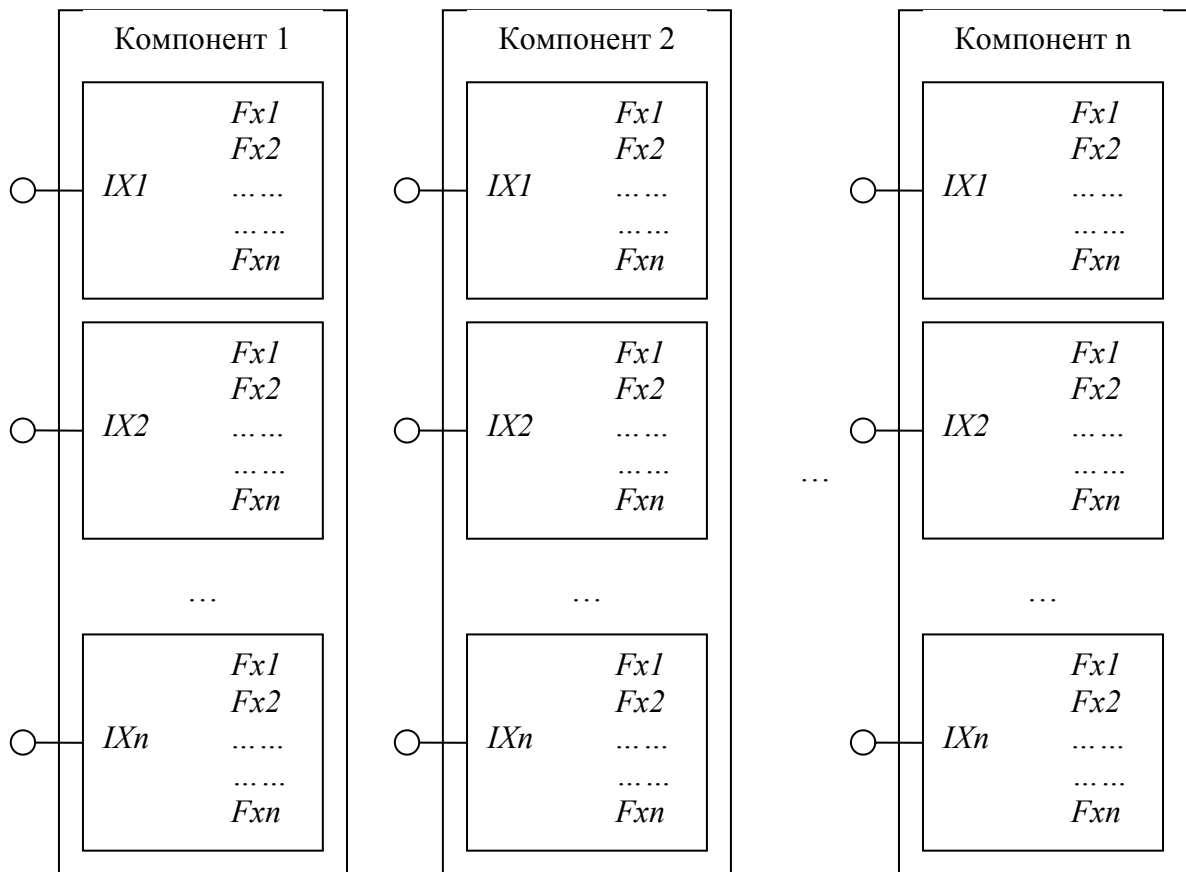 Компонент 1
Fx1
Fx2
IX1 ……
……
Fxn
Fx1
Fx2
IX2 ……
……
Fxn
…
Fx1
Fx2
IXn ……
……
Fxn
Компонент 2
Fx1
Fx2
IX1 ……
……
Fxn
Fx1
Fx2
IX2 ……
……
Fxn
…
Fx1
Fx2
IXn ……
……
Fxn
…
Компонент n
Fx1
Fx2
IX1 ……
……
Fxn
Fx1
Fx2
IX2 ……
……
Fxn
…
Fx1
Fx2
IXn ……
……
Fxn